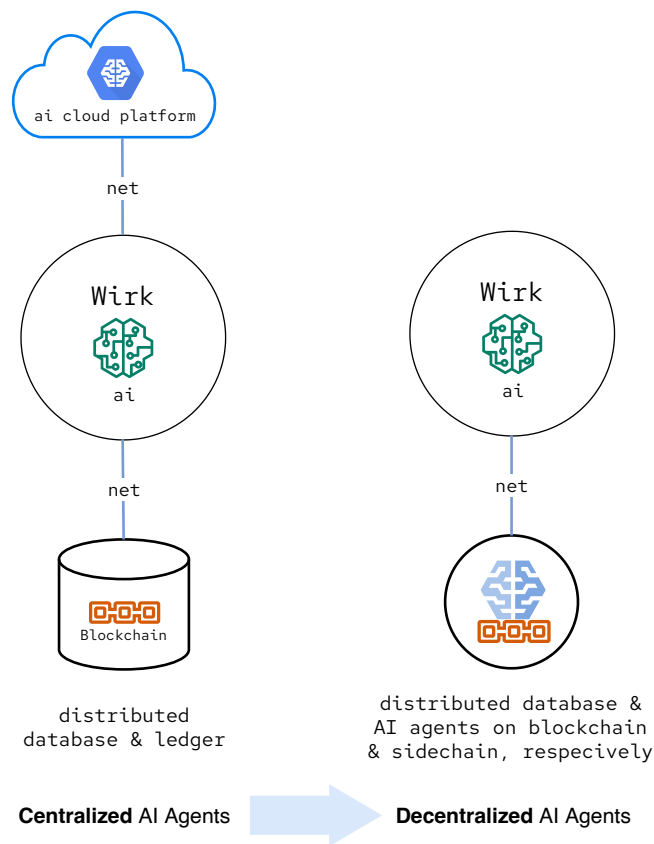 ai cloud platform
net
Wirk
ai
net
Blockchain
distributed
database & ledger
Wirk
ai
net
distributed database &
AI agents on blockchain
& sidechain, respecively
Centralized AI Agents
Decentralized AI Agents